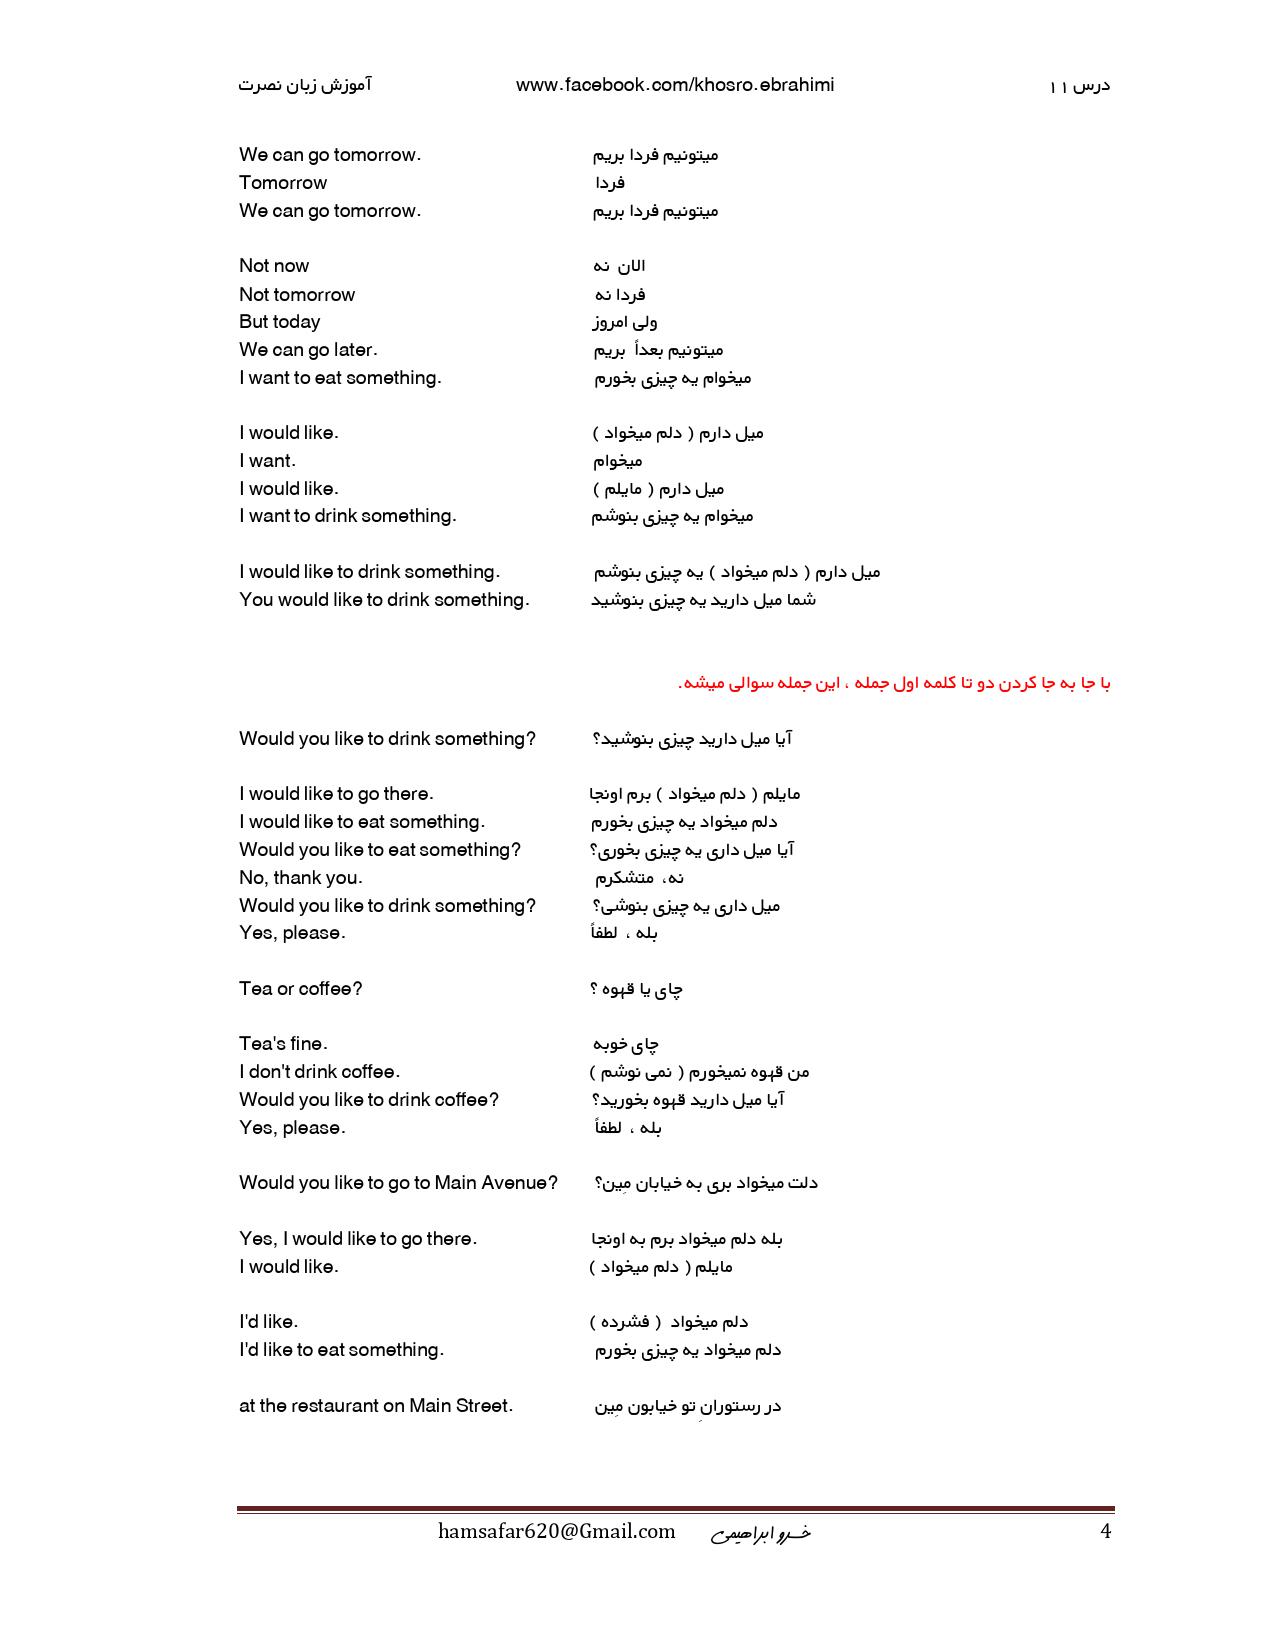 درس ۱۱ www.facebook.com/khosro.ebrahimi آموزش زبان نصرت
We can go tomorrow. میتونیم فردا بریم
Tomorrow فردا
We can go tomorrow. میتونیم فردا بریم
Not now الان نه
Not tomorrow فردا نه
But today ولی امروز
We can go later. میتونیم بعداً بریم
I want to eat something. میخوام یه چیزی بخورم
I would like. میل دارم ( دلم میخواد )
I want. میخوام
I would like. میل دارم ( مایلم )
I want to drink something. میخوام یه چیزی بنوشم
I would like to drink something. میل دارم ( دلم میخواد ) یه چیزی بنوشم
You would like to drink something. شما میل دارید یه چیزی بنوشید
با جا به جا کردن دو تا کلمه اول جمله ، این جمله سوالی میشه.
Would you like to drink something? آیا میل دارید چیزی بنوشید؟
I would like to go there. مایلم ( دلم میخواد ) برم اونجا
I would like to eat something. دلم میخواد یه چیزی بخورم
Would you like to eat something? آیا میل داری یه چیزی بخوری؟
No, thank you. نه، متشکرم
Would you like to drink something? میل داری یه چیزی بنوشی؟
Yes, please. بله ، لطفاً
Tea or coffee? چای یا قهوه ؟
Tea's fine. چای خوبه
I don't drink coffee. من قهوه نمیخورم ( نمی نوشم )
Would you like to drink coffee? آیا میل دارید قهوه بخورید؟
Yes, please. بله ، لطفاً
Would you like to go to Main Avenue? دلت میخواد بری به خیابان مِین؟
Yes, I would like to go there. بله دلم میخواد برم به اونجا
I would like. مایلم ( دلم میخواد )
I'd like. دلم میخواد ( فشرده )
I'd like to eat something. دلم میخواد یه چیزی بخورم
at the restaurant on Main Street. در رستورانِ تو خیابون مِین
hamsafar620@Gmail.com خسرو ابراهیمی 4